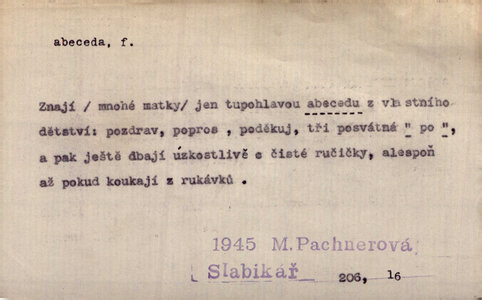 abeceda, f.
Znají / mnohé matky/ jen tupohlavou abecedu z vlastního
dětství: pozdrav, popros , poděkuj, tři posvátná " po ",
a pak ještě dbají úzkostlivě o čisté ručičky, alespoň
až pokud koukají z rukávků .
1945 M.Pachnerová
Slabikář 206, 16